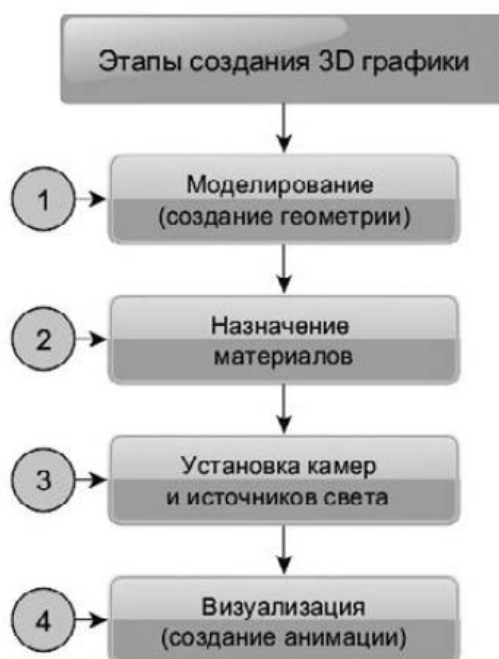 Этапы создания 3D графики
1
Моделирование
(создание геометрии)
2
Назначение
материалов
3
Установка камер
и источников света
4
Визуализация
(создание анимации)